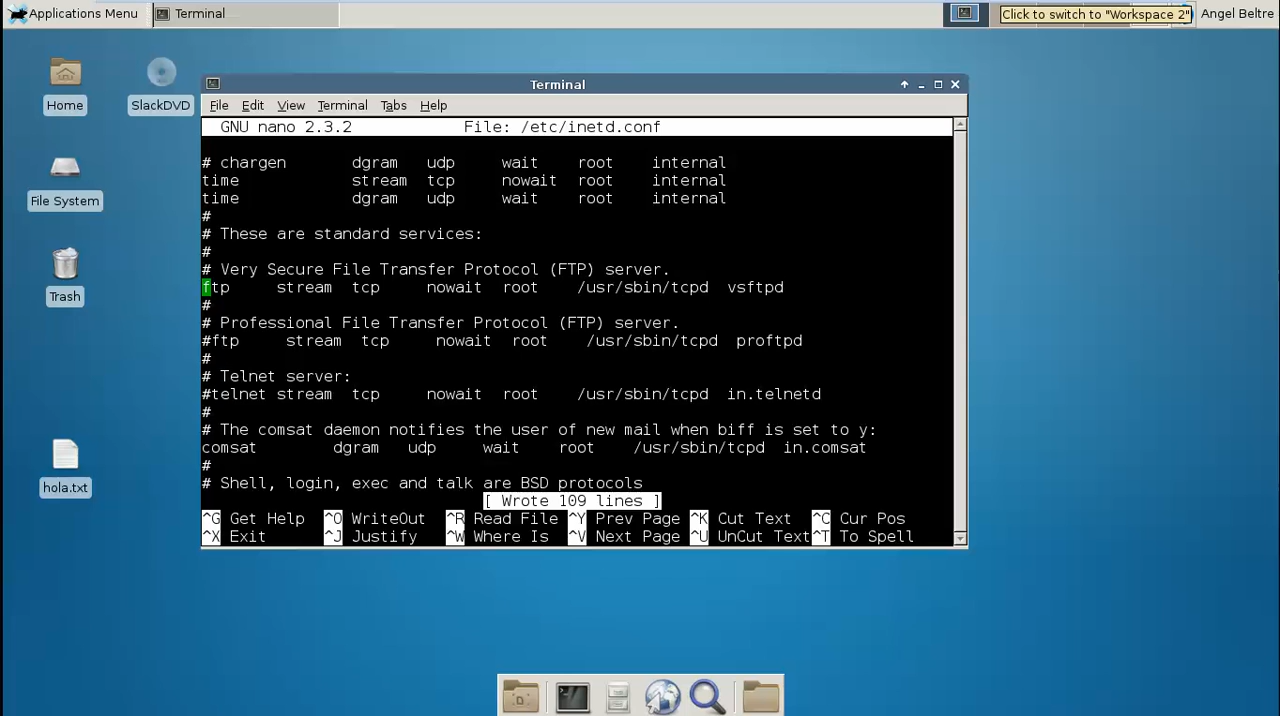 Applications Menu
Terminal
Click to switch to "Workspace 2"
Angel Beltre
Home
SlackDVD
File System
Trash
hola.txt
Terminal
File Edit View Terminal Tabs Help
GNU nano 2.3.2 File: /etc/inetd.conf
# chargen dgram udp wait root internal
time stream tcp nowait root internal
time dgram udp wait root internal
#
# These are standard services:
#
# Very Secure File Transfer Protocol (FTP) server.
ftp stream tcp nowait root /usr/sbin/tcpd vsftpd
#
# Professional File Transfer Protocol (FTP) server.
#ftp stream tcp nowait root /usr/sbin/tcpd proftpd
#
# Telnet server:
#telnet stream tcp nowait root /usr/sbin/tcpd in.telnetd
#
# The comsat daemon notifies the user of new mail when biff is set to y:
comsat dgram udp wait root /usr/sbin/tcpd in.comsat
#
# Shell, login, exec and talk are BSD protocols
[ Wrote 109 lines ]
^G Get Help ^O WriteOut ^R Read File ^Y Prev Page ^K Cut Text ^C Cur Pos
^X Exit ^J Justify ^W Where Is ^V Next Page ^U UnCut Text ^T To Spell